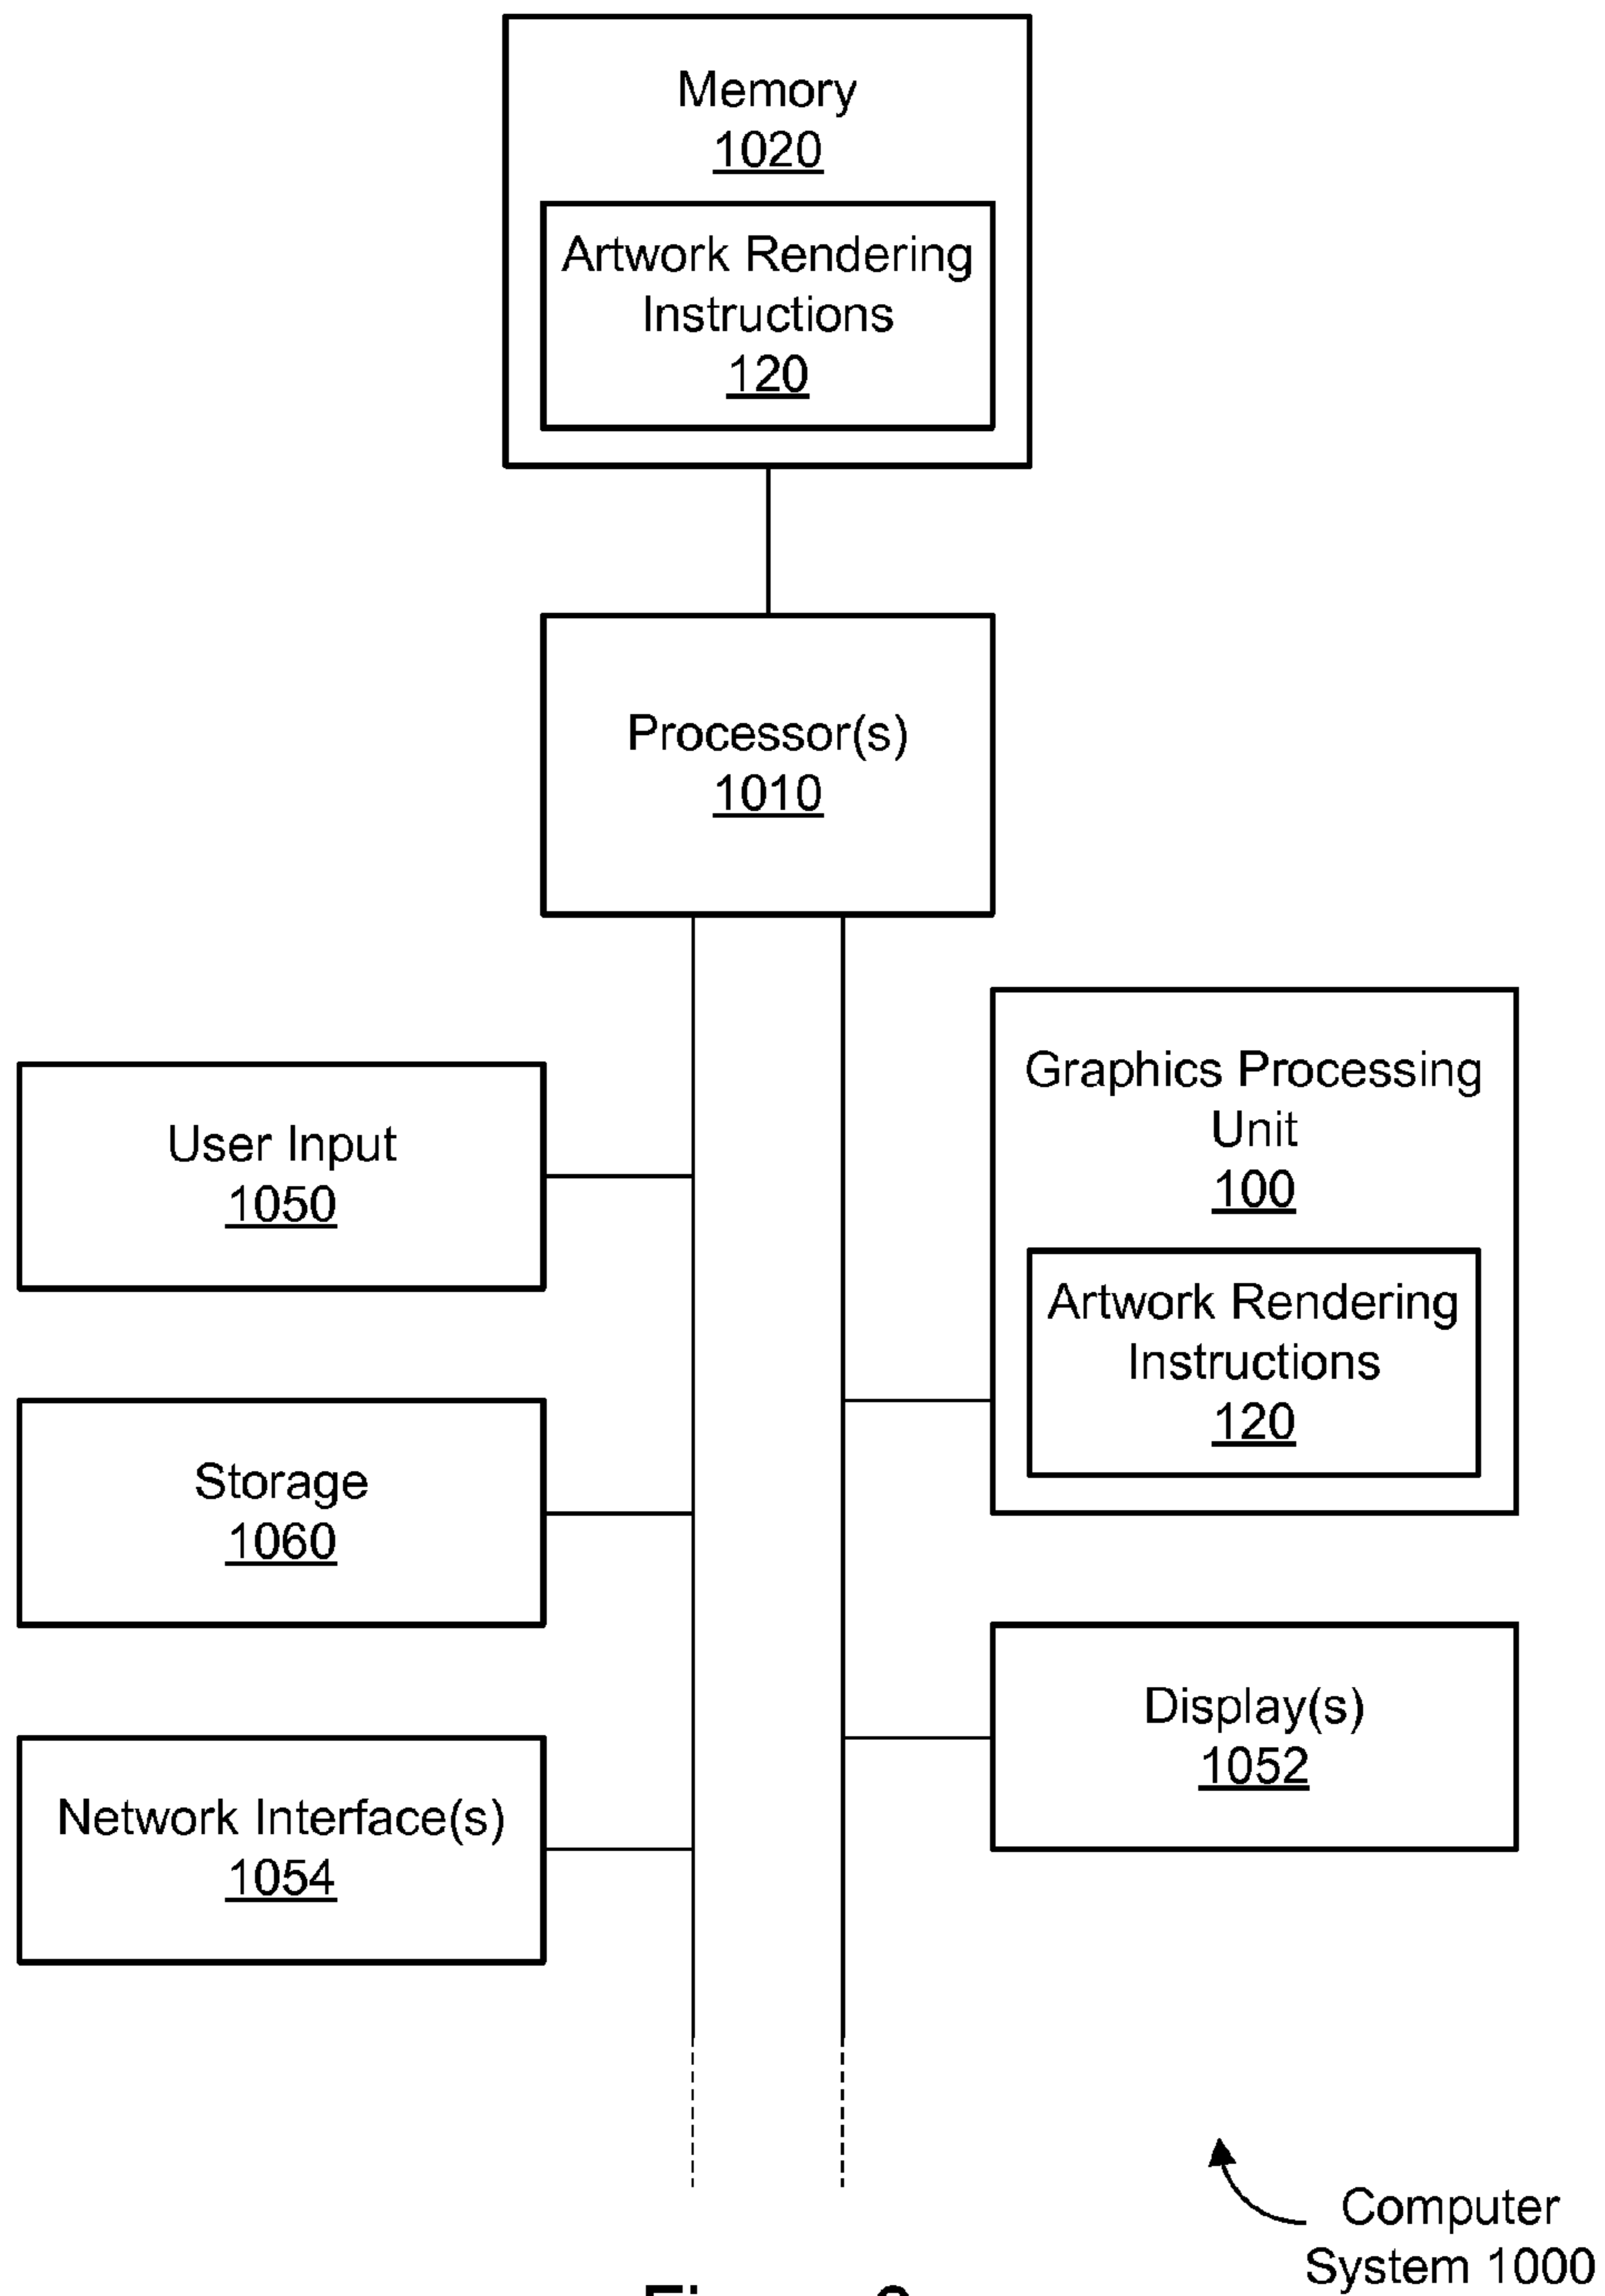 Memory
1020
Artwork Rendering
Instructions
120
Processor(s)
1010
User Input
1050
Storage
1060
Network Interface(s)
1054
Graphics Processing
Unit
100
Artwork Rendering
Instructions
120
Display(s)
1052
Computer
System 1000